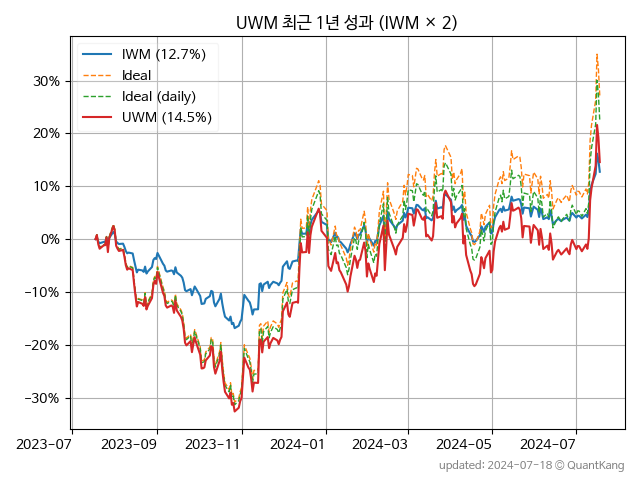 UWM 최근 1년 성과 (IWM × 2)
IWM (12.7%)
Ideal
Ideal (daily)
UWM (14.5%)
30%
20%
10%
0%
−10%
−20%
−30%
2023-07 2023-09 2023-11 2024-01 2024-03 2024-05 2024-07
updated: 2024-07-18 © QuantKang